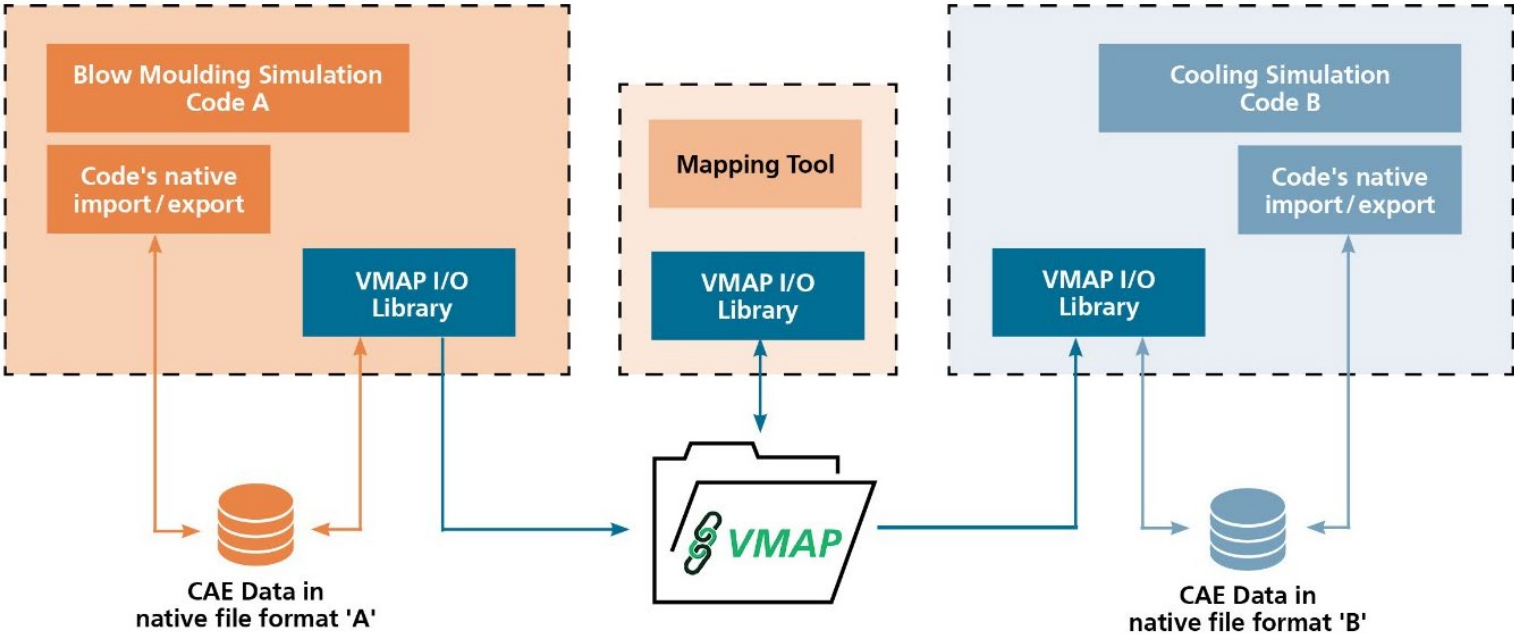 Blow Moulding Simulation
Code A
Code's native
import/export
VMAP I/O
Library
Mapping Tool
VMAP I/O
Library
Cooling Simulation
Code B
Code's native
import/export
VMAP I/O
Library
CAE Data in
native file format 'A'
VMAP
CAE Data in
native file format 'B'